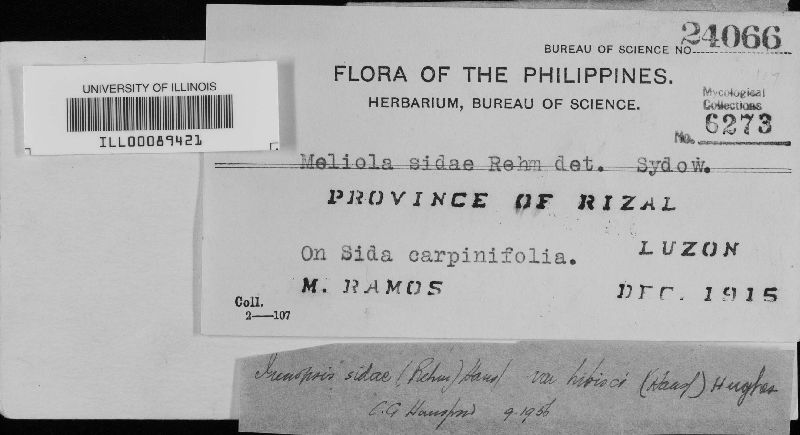 BUREAU OF SCIENCE NO. 24066
FLORA OF THE PHILIPPINES.
HERBARIUM, BUREAU OF SCIENCE.
Mycological
Collections
No. 6273
UNIVERSITY OF ILLINOIS
ILL00089421
Meliola sidae Rehm det. Sydow.
PROVINCE OF RIZAL
On Sida carpinifolia. LUZON
M. RAMOS DEC. 1915
Coll.
2—107
Irenopsis sidae (Rehm) Hansf var hibisci (Hansf) Hughes
C.G Hansford 9.1956